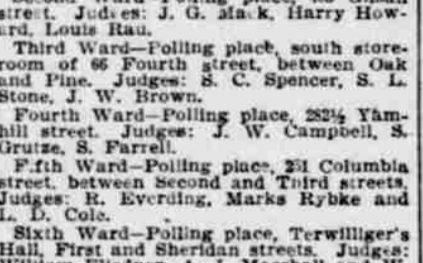 street. Judges: J. G. Mack, Harry How-
ard, Louis Rau.
Third Ward—Polling place, south store-
room of 66 Fourth street, between Oak
and Pine. Judges: S. C. Spencer, S. L.
Stone, J. W. Brown.
Fourth Ward—Polling place, 282½ Yam-
hill street. Judges: J. W. Campbell, S.
Grutze, S. Farrell.
Fifth Ward—Polling place, 251 Columbia
street, between Second and Third streets.
Judges: R. Everding, Marks Rybke and
L. D. Cole.
Sixth Ward—Polling place, Terwilliger's
Hall, First and Sheridan streets. Judges: